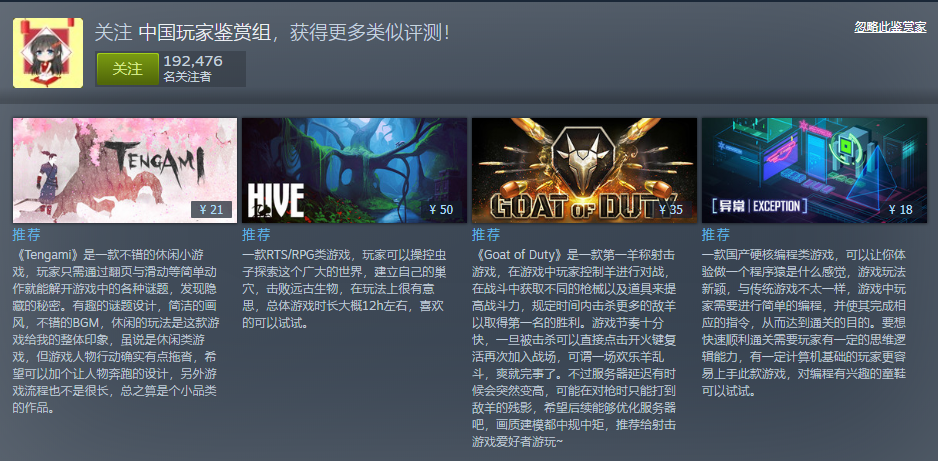 关注 中国玩家鉴赏组，获得更多类似评测！
忽略此鉴赏家
关注
192,476
名关注者
TENGAMI
¥ 21
推荐
《Tengami》是一款不错的休闲小游
戏，玩家只需通过翻页与滑动等简单动
作就能解开游戏中的各种谜题，发现隐
藏的秘密。有趣的谜题设计，简洁的画
风，不错的BGM，休闲的玩法是这款游
戏给我的整体印象，虽说是休闲类游
戏，但游戏人物行动确实有点拖沓，希
望可以加个让人物奔跑的设计，另外游
戏流程也不是很长，总之算是个小品类
的作品。
HIVE
¥ 50
推荐
一款RTS/RPG类游戏，玩家可以操控虫
子探索这个广大的世界，建立自己的巢
穴，击败远古生物，在玩法上很有意
思，总体游戏时长大概12h左右，喜欢
的可以试试。
GOAT OF DUTY
¥ 35
推荐
《Goat of Duty》是一款第一羊称射击
游戏，在游戏中玩家控制羊进行对战，
在战斗中获取不同的枪械以及道具来提
高战斗力，规定时间内击杀更多的敌羊
以取得第一名的胜利。游戏节奏十分
快，一旦被击杀可以直接点击开火键复
活再次加入战场，可谓一场欢乐羊乱
斗，爽就完事了。不过服务器延迟有时
候会突然变高，可能在对枪时只能打到
敌羊的残影，希望后续能够优化服务器
吧，画质建模都中规中矩，推荐给射击
游戏爱好者游玩~
[异常 | EXCEPTION]
¥ 18
推荐
一款国产硬核编程类游戏，可以让你体
验做一个程序猿是什么感觉，游戏玩法
新颖，与传统游戏不太一样，游戏中玩
家需要进行简单的编程，并使其完成相
应的指令，从而达到通关的目的。要想
快速顺利通关需要玩家有一定的思维逻
辑能力，有一定计算机基础的玩家更容
易上手此款游戏，对编程有兴趣的童鞋
可以试试。